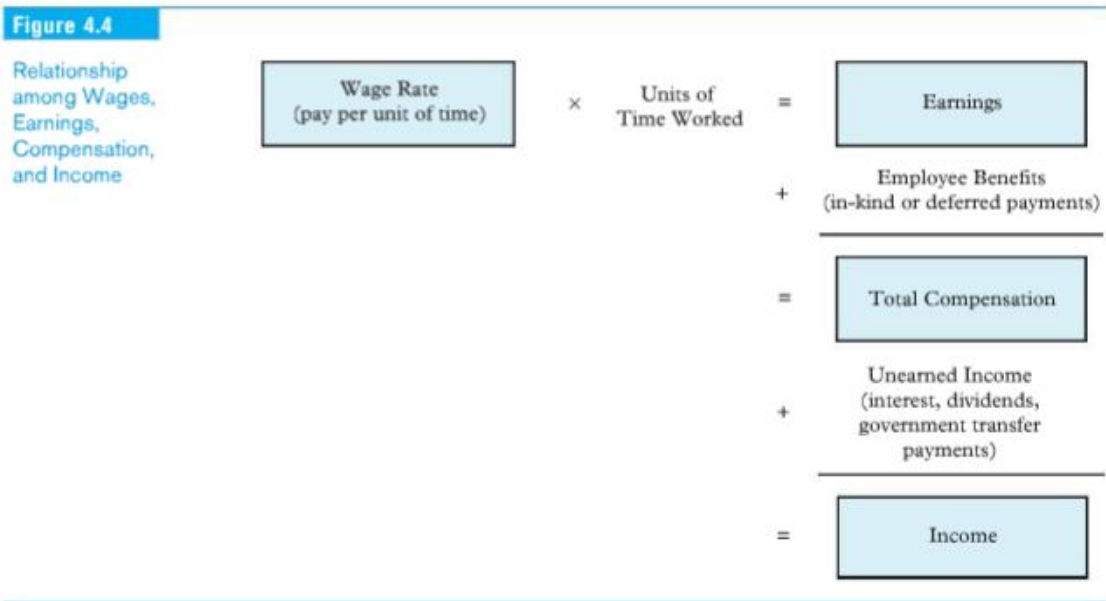 Figure 4.4
Relationship
among Wages,
Earnings,
Compensation,
and Income
Wage Rate
(pay per unit of time)
×
Units of
Time Worked
=
Earnings
+
Employee Benefits
(in-kind or deferred payments)
=
Total Compensation
+
Unearned Income
(interest, dividends,
government transfer
payments)
=
Income